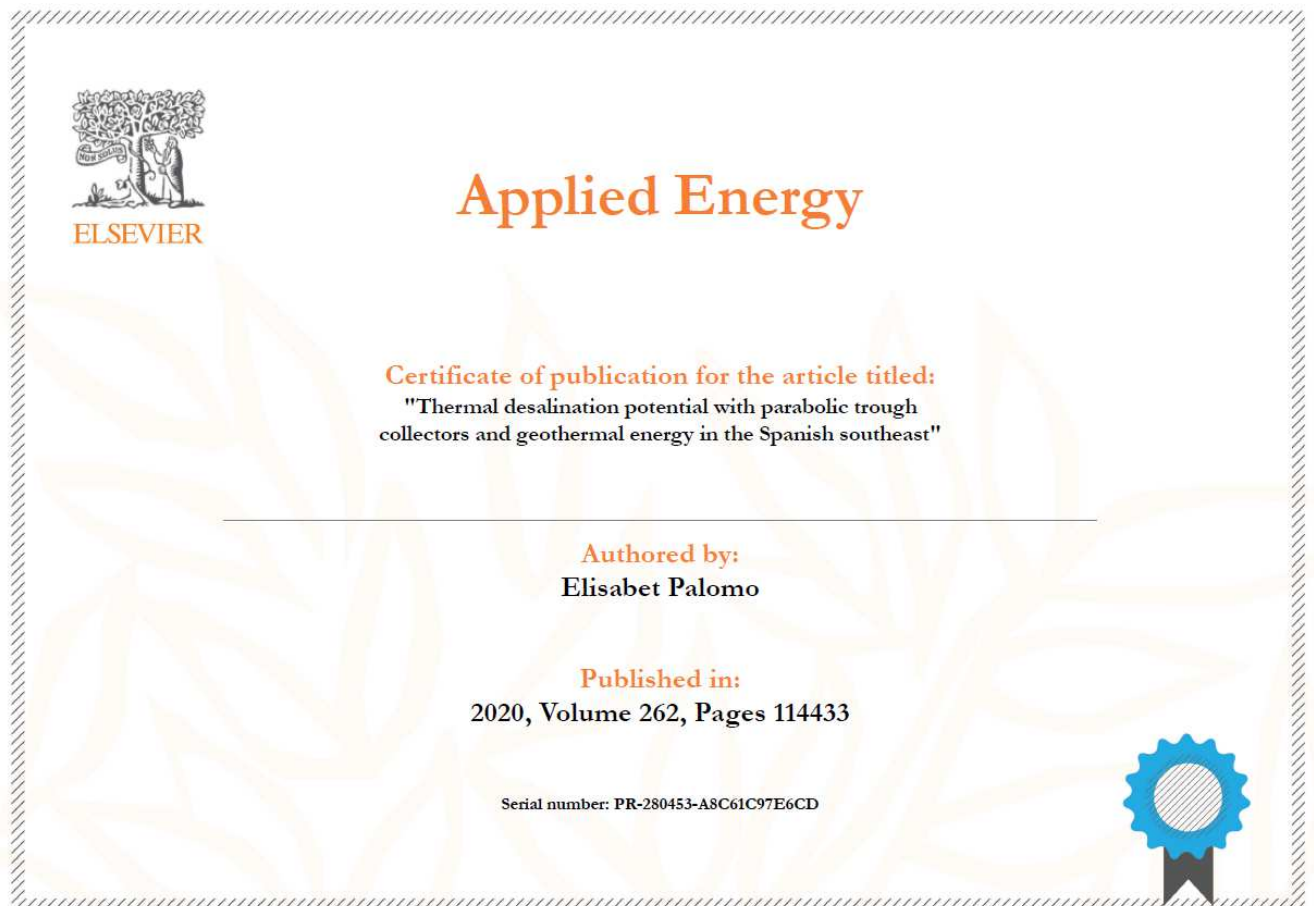 NON SOLUS
ELSEVIER
Applied Energy
Certificate of publication for the article titled:
"Thermal desalination potential with parabolic trough
collectors and geothermal energy in the Spanish southeast"
Authored by:
Elisabet Palomo
Published in:
2020, Volume 262, Pages 114433
Serial number: PR-280453-A8C61C97E6CD